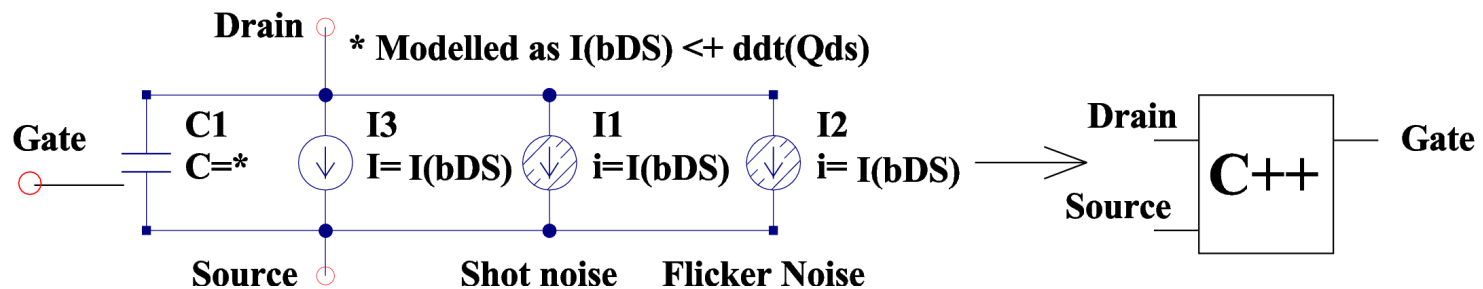 Drain
* Modelled as I(bDS) <+ ddt(Qds)
Gate
C1
C=*
I3
I= I(bDS)
I1
i=I(bDS)
I2
i= I(bDS)
Source
Shot noise
Flicker Noise
Drain
Source
C++
Gate